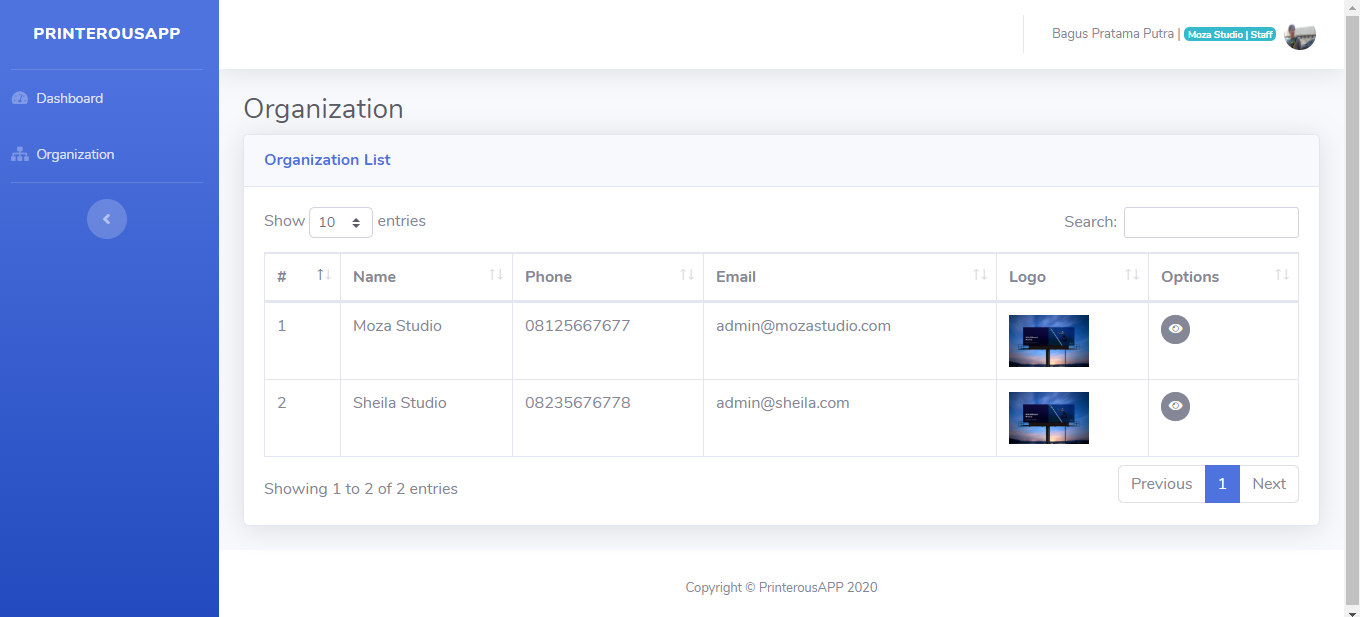 PRINTEROUSAPP
Bagus Pratama Putra | Moza Studio | Staff
Dashboard
Organization
Organization
Organization List
Show 10 entries
Search:
# Name Phone Email Logo Options
1 Moza Studio 08125667677 admin@mozastudio.com
2 Sheila Studio 08235676778 admin@sheila.com
Showing 1 to 2 of 2 entries
Previous 1 Next
Copyright © PrinterousAPP 2020